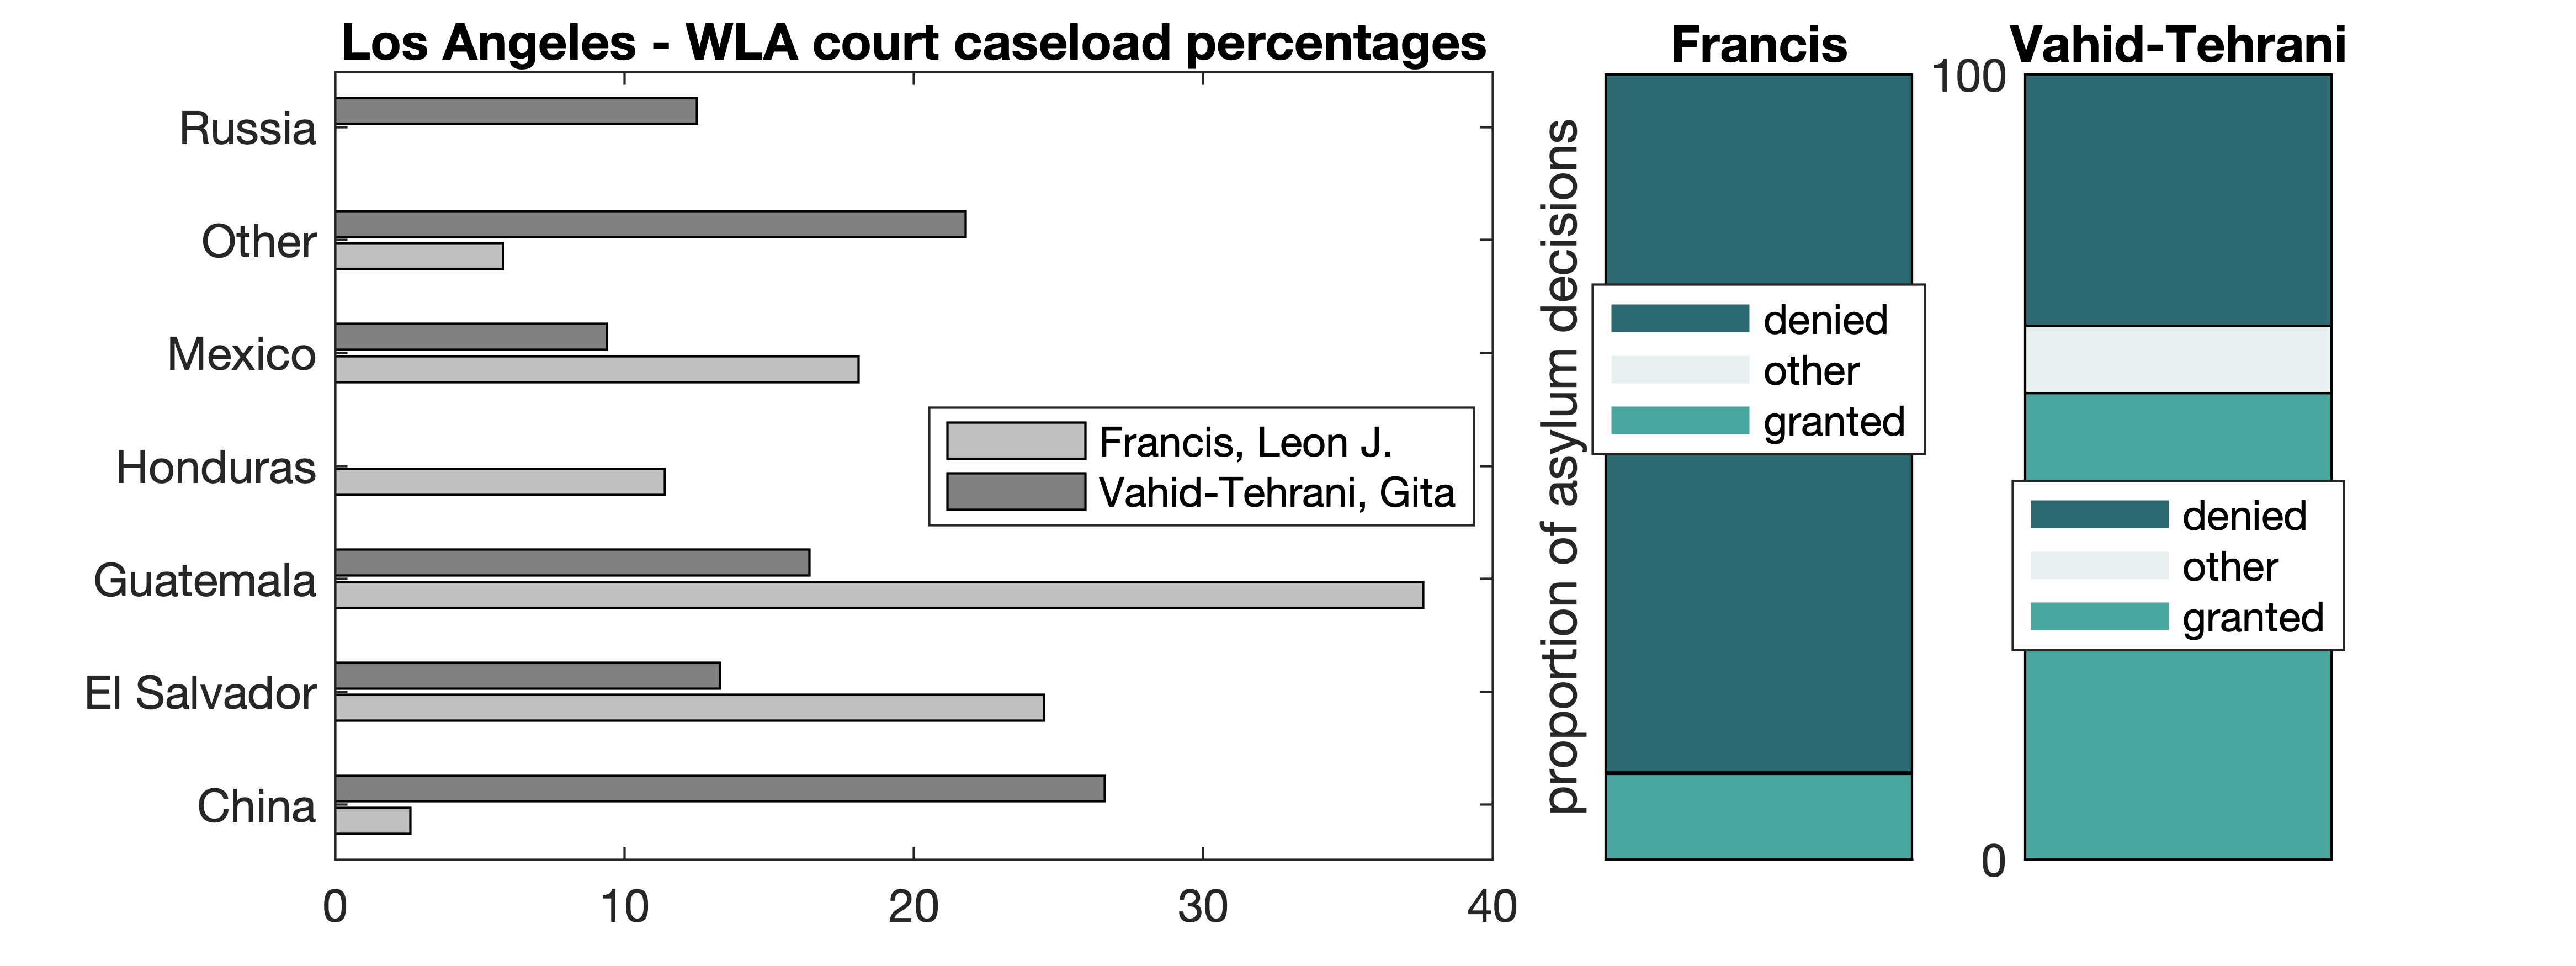 Los Angeles - WLA court caseload percentages
Russia
Other
Mexico
Honduras
Guatemala
El Salvador
China
0 10 20 30 40
Francis, Leon J.
Vahid-Tehrani, Gita
proportion of asylum decisions
Francis
denied
other
granted
Vahid-Tehrani
100
0
denied
other
granted